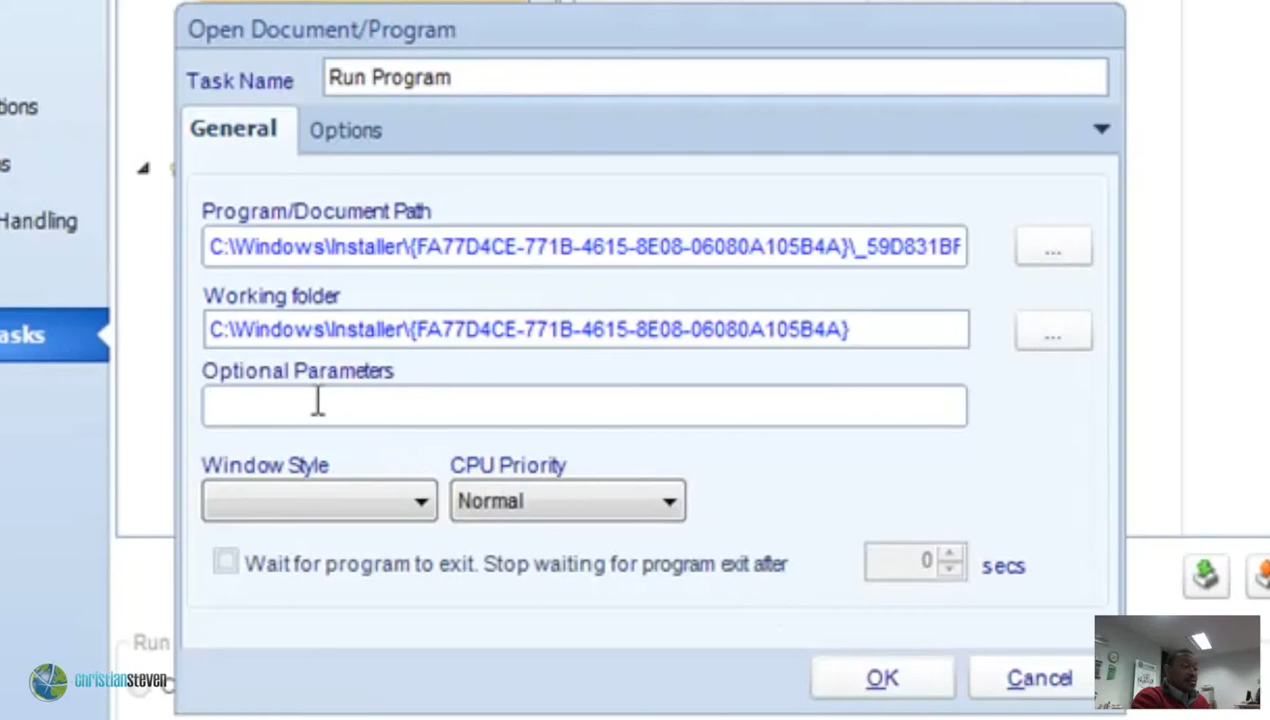 Open Document/Program
Task Name
Run Program
General
Options
Program/Document Path
C:\Windows\Installer\{FA77D4CE-771B-4615-8E08-06080A105B4A}\_59D831BF
...
Working folder
C:\Windows\Installer\{FA77D4CE-771B-4615-8E08-06080A105B4A}
...
Optional Parameters
Window Style
CPU Priority
Normal
Wait for program to exit. Stop waiting for program exit after
0
secs
OK
Cancel
tions
s
Handling
asks
Run
C
christiansteven